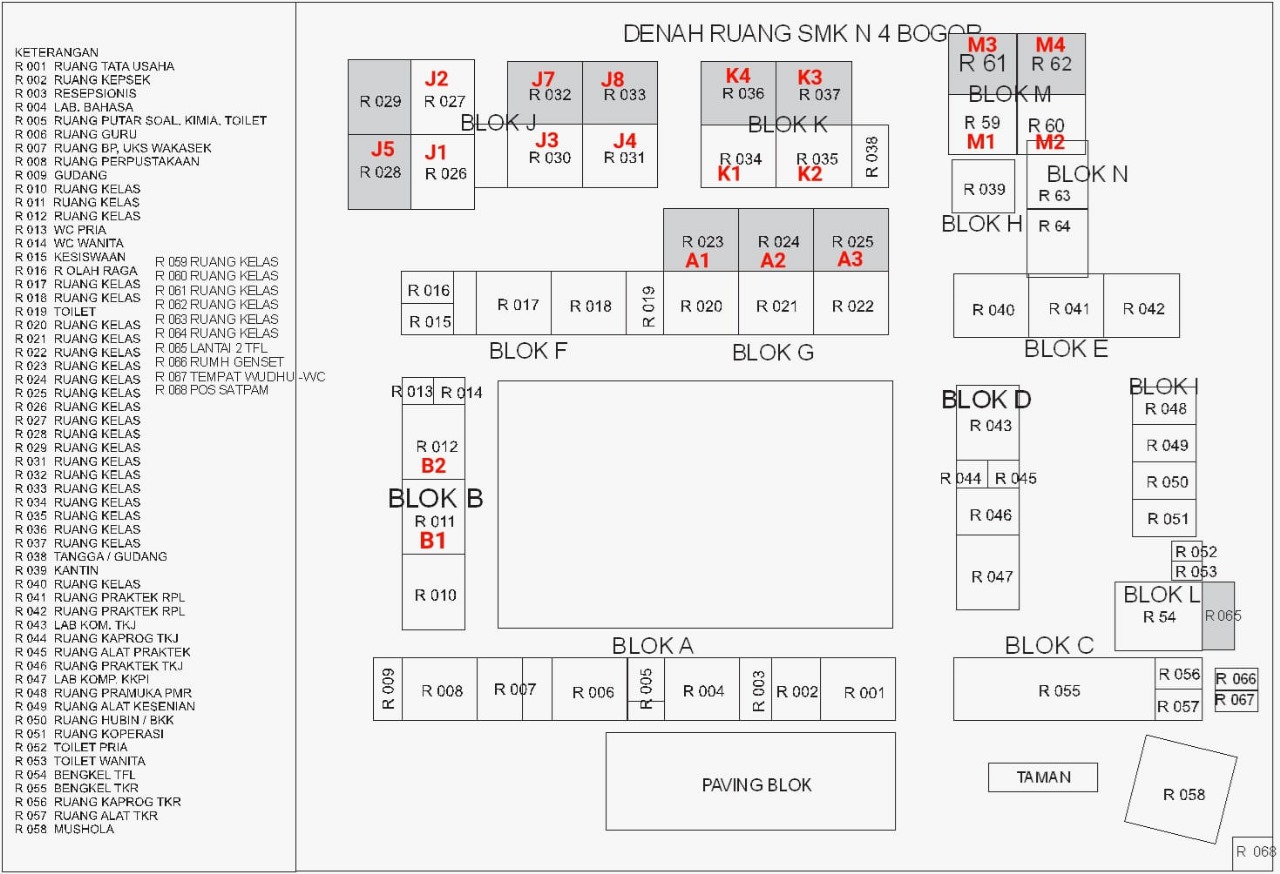 DENAH RUANG SMK N 4 BOGOR
KETERANGAN
R 001 RUANG TATA USAHA
R 002 RUANG KEPSEK
R 003 RESEPSIONIS
R 004 LAB. BAHASA
R 005 RUANG PUTAR SOAL, KIMIA, TOILET
R 006 RUANG GURU
R 007 RUANG BP, UKS WAKASEK
R 008 RUANG PERPUSTAKAAN
R 009 GUDANG
R 010 RUANG KELAS
R 011 RUANG KELAS
R 012 RUANG KELAS
R 013 WC PRIA
R 014 WC WANITA
R 015 KESISWAAN
R 016 R OLAH RAGA
R 017 RUANG KELAS
R 018 RUANG KELAS
R 019 TOILET
R 020 RUANG KELAS
R 021 RUANG KELAS
R 022 RUANG KELAS
R 023 RUANG KELAS
R 024 RUANG KELAS
R 025 RUANG KELAS
R 026 RUANG KELAS
R 027 RUANG KELAS
R 028 RUANG KELAS
R 029 RUANG KELAS
R 031 RUANG KELAS
R 032 RUANG KELAS
R 033 RUANG KELAS
R 034 RUANG KELAS
R 035 RUANG KELAS
R 036 RUANG KELAS
R 037 RUANG KELAS
R 038 TANGGA / GUDANG
R 039 KANTIN
R 040 RUANG KELAS
R 041 RUANG PRAKTEK RPL
R 042 RUANG PRAKTEK RPL
R 043 LAB KOM. TKJ
R 044 RUANG KAPROG TKJ
R 045 RUANG ALAT PRAKTEK
R 046 RUANG PRAKTEK TKJ
R 047 LAB KOMP. KKPI
R 048 RUANG PRAMUKA PMR
R 049 RUANG ALAT KESENIAN
R 050 RUANG HUBIN / BKK
R 051 RUANG KOPERASI
R 052 TOILET PRIA
R 053 TOILET WANITA
R 054 BENGKEL TFL
R 055 BENGKEL TKR
R 056 RUANG KAPROG TKR
R 057 RUANG ALAT TKR
R 058 MUSHOLA
R 059 RUANG KELAS
R 060 RUANG KELAS
R 061 RUANG KELAS
R 062 RUANG KELAS
R 063 RUANG KELAS
R 064 RUANG KELAS
R 065 LANTAI 2 TFL
R 066 RUMH GENSET
R 067 TEMPAT WUDHU -WC
R 068 POS SATPAM
R 029
J2
R 027
J5
R 028
J1
R 026
BLOK J
J7
R 032
J8
R 033
J3
R 030
J4
R 031
K4
R 036
K3
R 037
BLOK K
R 034
K1
R 035
K2
R 038
M3
R 61
M4
R 62
BLOK M
R 59
M1
R 60
M2
R 039
BLOK H
BLOK N
R 63
R 64
R 023
A1
R 024
A2
R 025
A3
R 016
R 015
R 017
R 018
R 019
R 020
R 021
R 022
BLOK F
BLOK G
R 040
R 041
R 042
BLOK E
R 013
R 014
R 012
B2
BLOK B
R 011
B1
R 010
BLOK D
R 043
R 044
R 045
R 046
R 047
BLOK I
R 048
R 049
R 050
R 051
R 052
R 053
BLOK L
R 54
R 065
BLOK A
R 009
R 008
R 007
R 006
R 005
R 004
R 003
R 002
R 001
BLOK C
R 055
R 056
R 057
R 066
R 067
PAVING BLOK
TAMAN
R 058
R 068